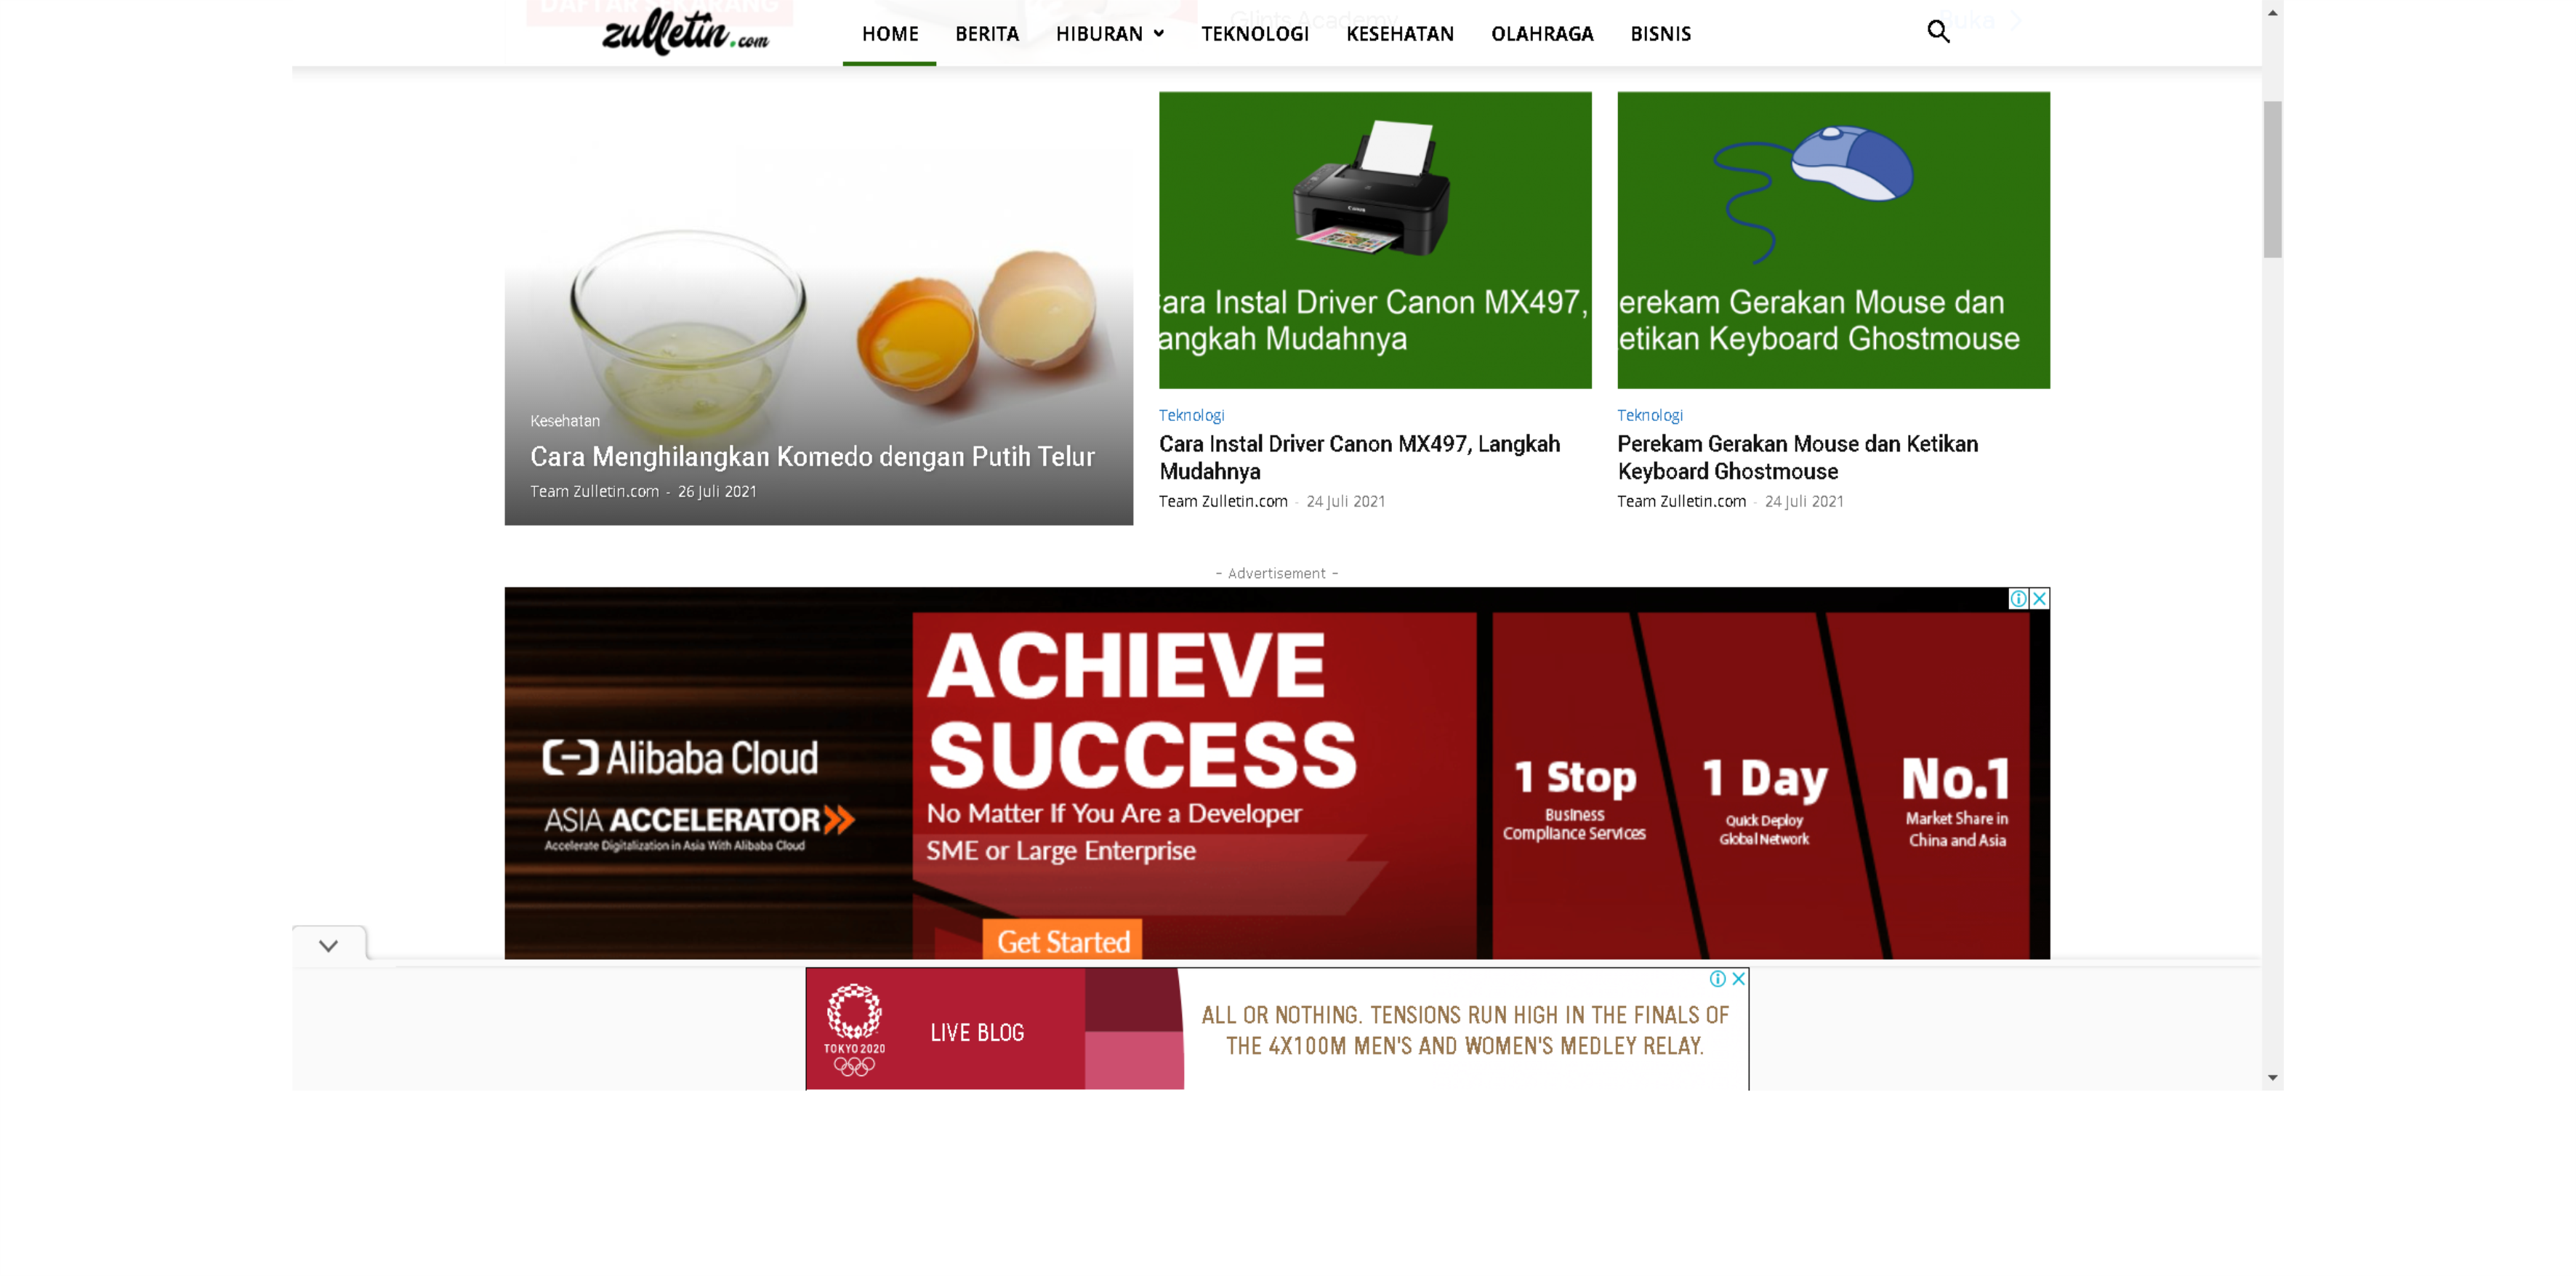 DAFTAR SEKARANG
Glints Academy
Buka
zulletin.com
HOME BERITA HIBURAN TEKNOLOGI KESEHATAN OLAHRAGA BISNIS
Kesehatan
Cara Menghilangkan Komedo dengan Putih Telur
Team Zulletin.com - 26 Juli 2021
Canon
ara Instal Driver Canon MX497,
angkah Mudahnya
Teknologi
Cara Instal Driver Canon MX497, Langkah
Mudahnya
Team Zulletin.com - 24 Juli 2021
erekam Gerakan Mouse dan
etikan Keyboard Ghostmouse
Teknologi
Perekam Gerakan Mouse dan Ketikan
Keyboard Ghostmouse
Team Zulletin.com - 24 Juli 2021
- Advertisement -
Alibaba Cloud
ASIA ACCELERATOR
Accelerate Digitalization in Asia With Alibaba Cloud
ACHIEVE
SUCCESS
No Matter If You Are a Developer
SME or Large Enterprise
Get Started
1 Stop
Business
Compliance Services
1 Day
Quick Deploy
Global Network
No.1
Market Share in
China and Asia
TOKYO 2020
LIVE BLOG
ALL OR NOTHING. TENSIONS RUN HIGH IN THE FINALS OF
THE 4X100M MEN'S AND WOMEN'S MEDLEY RELAY.